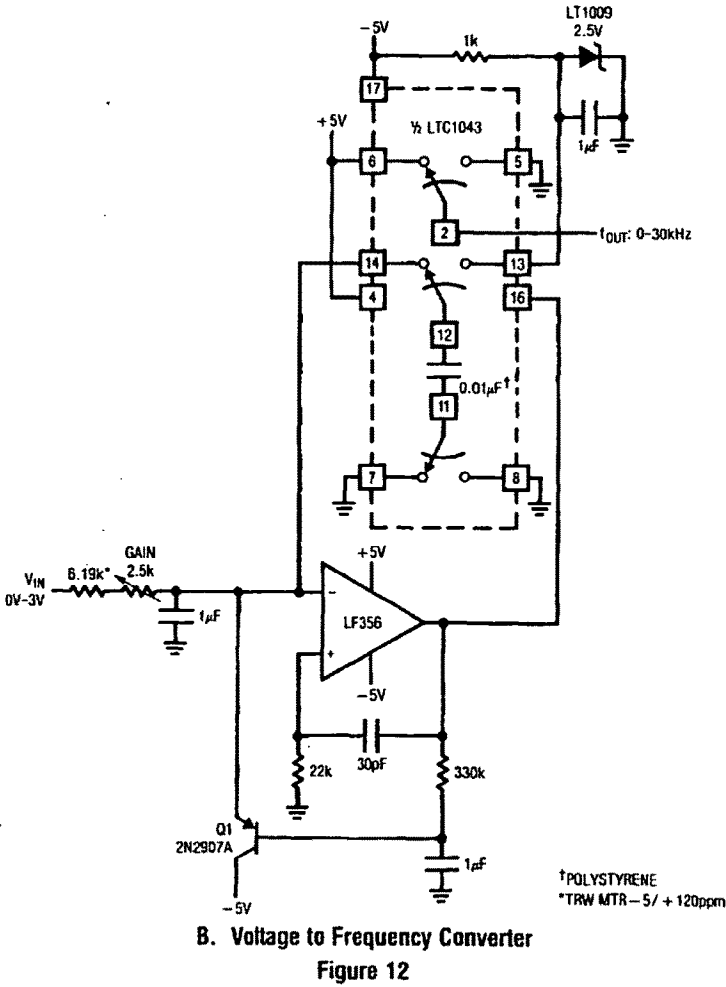 LT1009
2.5V
-5V
1k
17
+5V
½ LTC1043
1µF
6
5
2
fOUT: 0-30kHz
14
13
4
16
12
0.01µF†
11
7
8
+5V
GAIN
2.5k
6.19k*
VIN
0V-3V
1µF
-
LF356
+
-5V
30pF
22k
330k
Q1
2N2907A
1µF
-5V
†POLYSTYRENE
*TRW MTR-5/+120ppm
B. Voltage to Frequency Converter
Figure 12